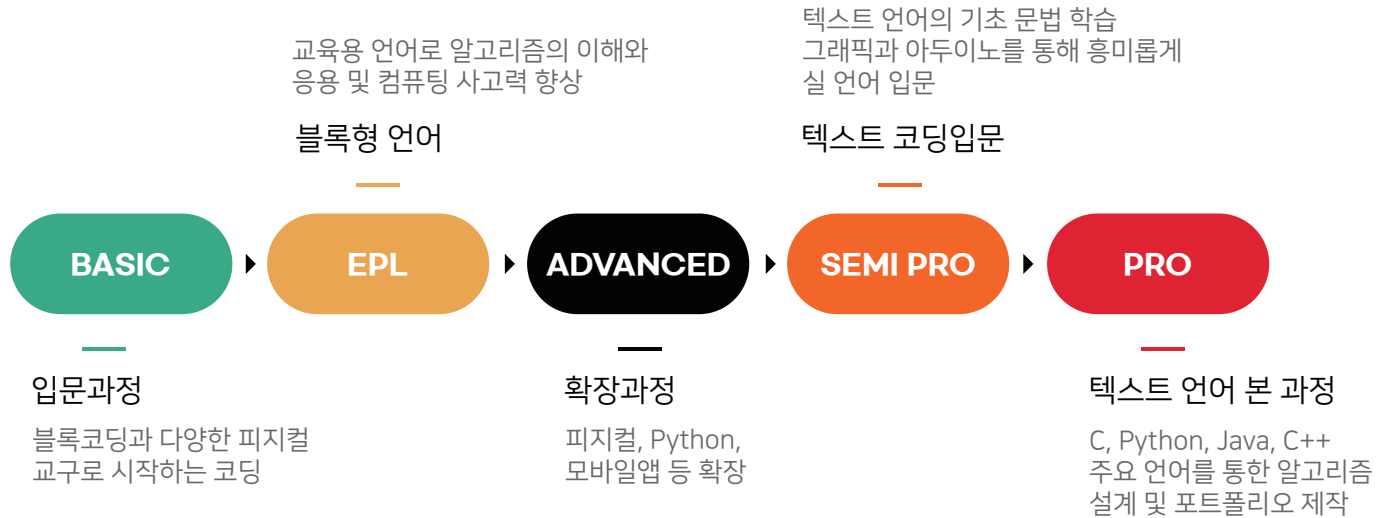 교육용 언어로 알고리즘의 이해와
응용 및 컴퓨팅 사고력 향상
블록형 언어
텍스트 언어의 기초 문법 학습
그래픽과 아두이노를 통해 흥미롭게
실 언어 입문
텍스트 코딩입문
BASIC
EPL
ADVANCED
SEMI PRO
PRO
입문과정
블록코딩과 다양한 피지컬
교구로 시작하는 코딩
확장과정
피지컬, Python,
모바일앱 등 확장
텍스트 언어 본 과정
C, Python, Java, C++
주요 언어를 통한 알고리즘
설계 및 포트폴리오 제작